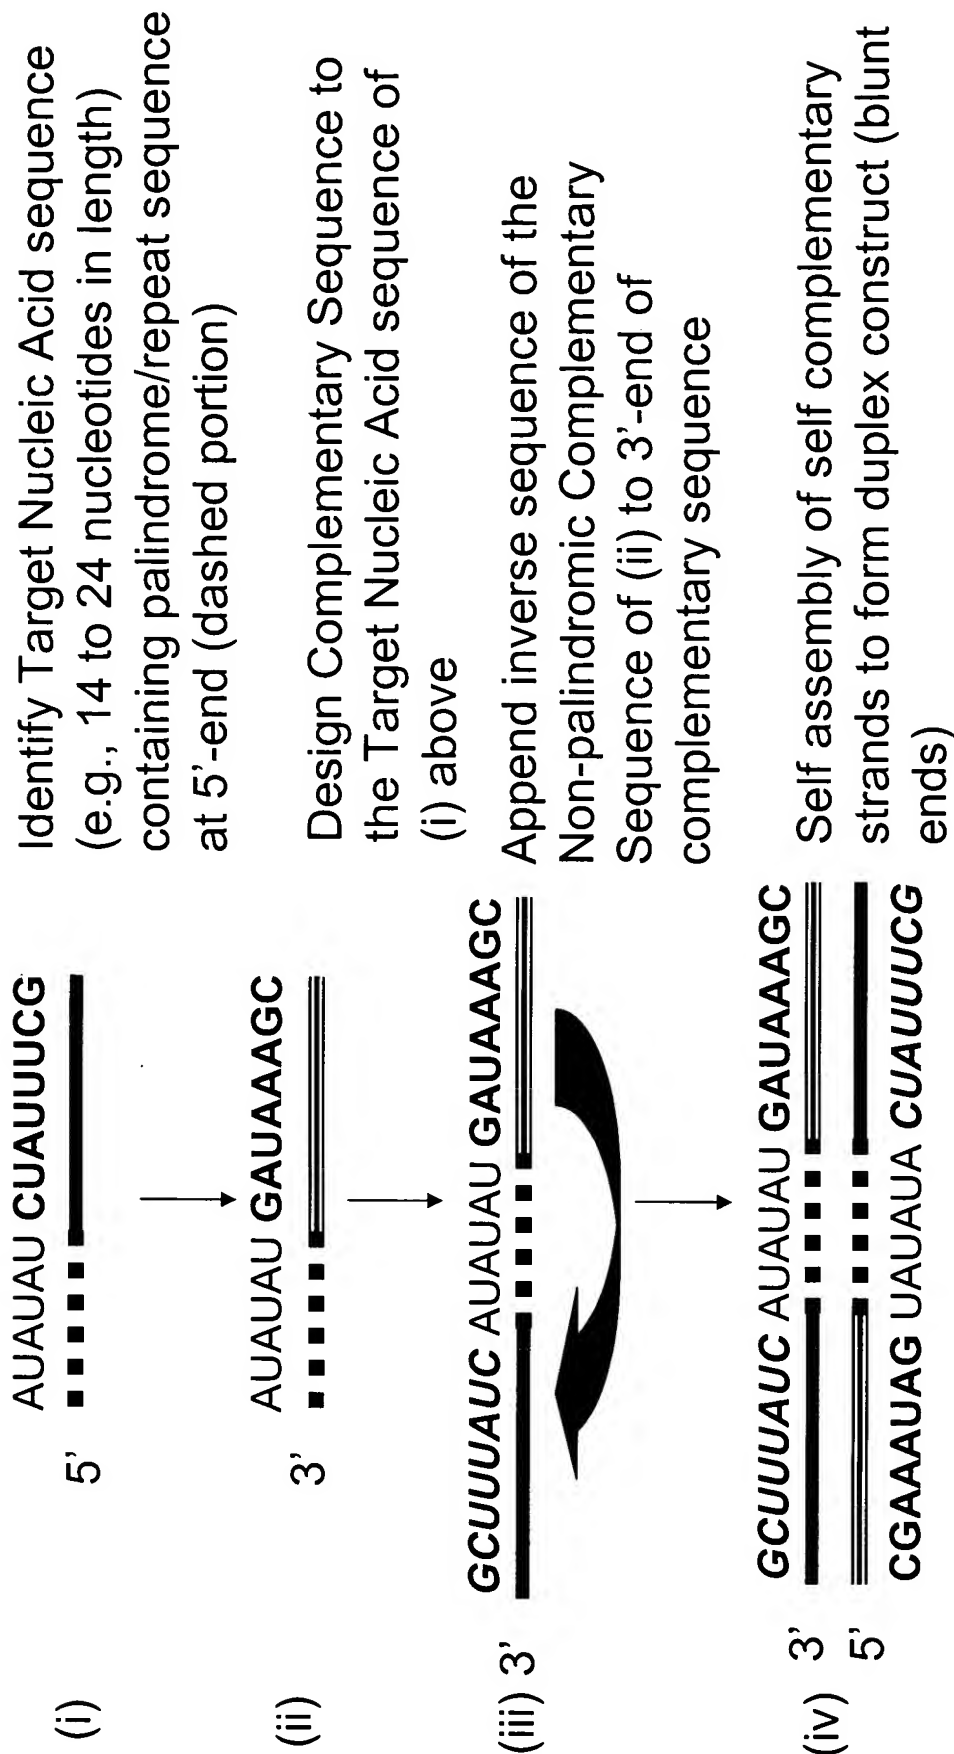 (i)
AUAUAU CUAUUUCG
5’
Identify Target Nucleic Acid sequence
(e.g., 14 to 24 nucleotides in length)
containing palindrome/repeat sequence
at 5’-end (dashed portion)
(ii)
AUAUAU GAUAAAGC
3’
Design Complementary Sequence to
the Target Nucleic Acid sequence of
(i) above
GCUUUAUC AUAUAU GAUAAAGC
(iii) 3’
Append inverse sequence of the
Non-palindromic Complementary
Sequence of (ii) to 3’-end of
complementary sequence
GCUUUAUC AUAUAU GAUAAAGC
(iv) 3’
5’
CGAAAUAG UAUAUA CUAUUUCG
Self assembly of self complementary
strands to form duplex construct (blunt
ends)